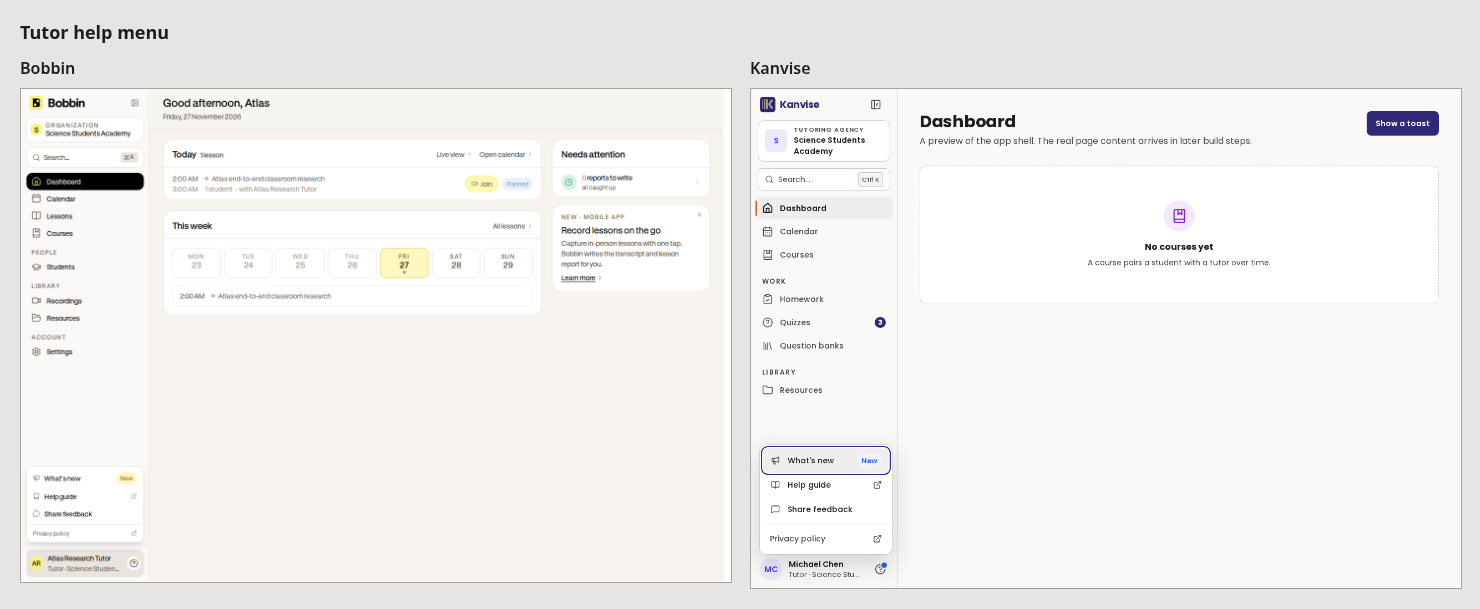 Tutor help menu
Bobbin
Bobbin
ORGANIZATION
S
Science Students Academy
Search...
⌘K
Dashboard
Calendar
Lessons
Courses
PEOPLE
Students
LIBRARY
Recordings
Resources
ACCOUNT
Settings
What's new
New
Help guide
Share feedback
Privacy policy
AR
Atlas Research Tutor
Tutor · Science Studen...
Good afternoon, Atlas
Friday, 27 November 2026
Today 1 lesson
Live view
Open calendar
2:00 AM Atlas end-to-end classroom research
3:00 AM 1 student · with Atlas Research Tutor
Join
Planned
This week
All lessons
MON
23
TUE
24
WED
25
THU
26
FRI
27
SAT
28
SUN
29
2:00 AM Atlas end-to-end classroom research
Needs attention
0 reports to write
all caught up
NEW · MOBILE APP
Record lessons on the go
Capture in-person lessons with one tap.
Bobbin writes the transcript and lesson
report for you.
Learn more
Kanvise
Kanvise
TUTORING AGENCY
S
Science Students
Academy
Search...
Ctrl K
Dashboard
Calendar
Courses
WORK
Homework
Quizzes
3
Question banks
LIBRARY
Resources
What's new
New
Help guide
Share feedback
Privacy policy
MC
Michael Chen
Tutor · Science Stu...
Dashboard
A preview of the app shell. The real page content arrives in later build steps.
Show a toast
No courses yet
A course pairs a student with a tutor over time.